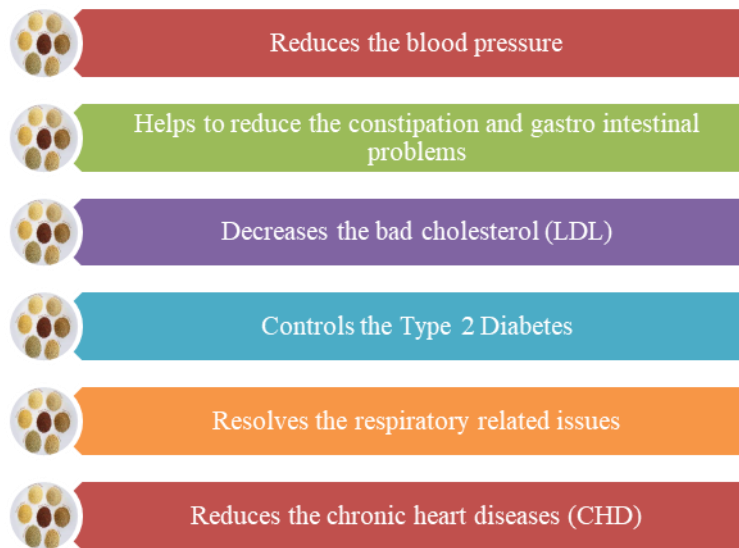 Reduces the blood pressure
Helps to reduce the constipation and gastro intestinal
problems
Decreases the bad cholesterol (LDL)
Controls the Type 2 Diabetes
Resolves the respiratory related issues
Reduces the chronic heart diseases (CHD)